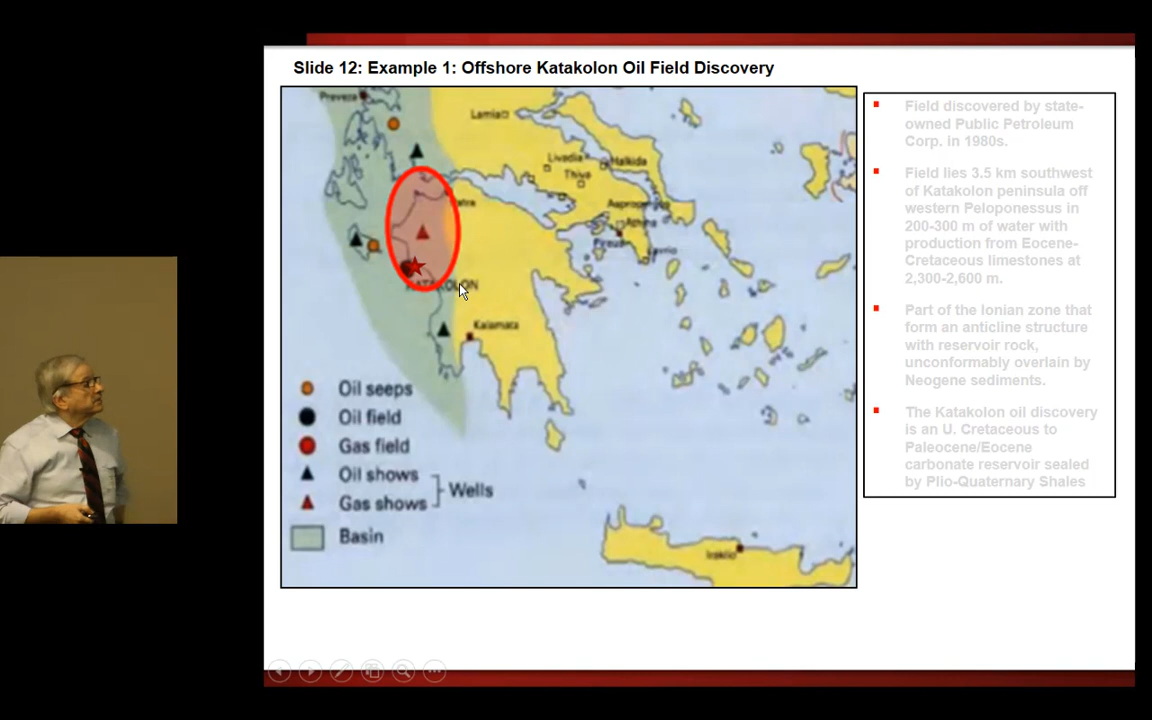 Slide 12: Example 1: Offshore Katakolon Oil Field Discovery
Preveza
Lamia
Livadia
Halkida
Thiva
Patra
Aspropyrgos
Athina
Pireus
Lavrio
KATAKOLON
Kalamata
Iraklio
Oil seeps
Oil field
Gas field
Oil shows
Gas shows
Wells
Basin
Field discovered by state-
owned Public Petroleum
Corp. in 1980s.
Field lies 3.5 km southwest
of Katakolon peninsula off
western Peloponessus in
200-300 m of water with
production from Eocene-
Cretaceous limestones at
2,300-2,600 m.
Part of the Ionian zone that
form an anticline structure
with reservoir rock,
unconformably overlain by
Neogene sediments.
The Katakolon oil discovery
is an U. Cretaceous to
Paleocene/Eocene
carbonate reservoir sealed
by Plio-Quaternary Shales